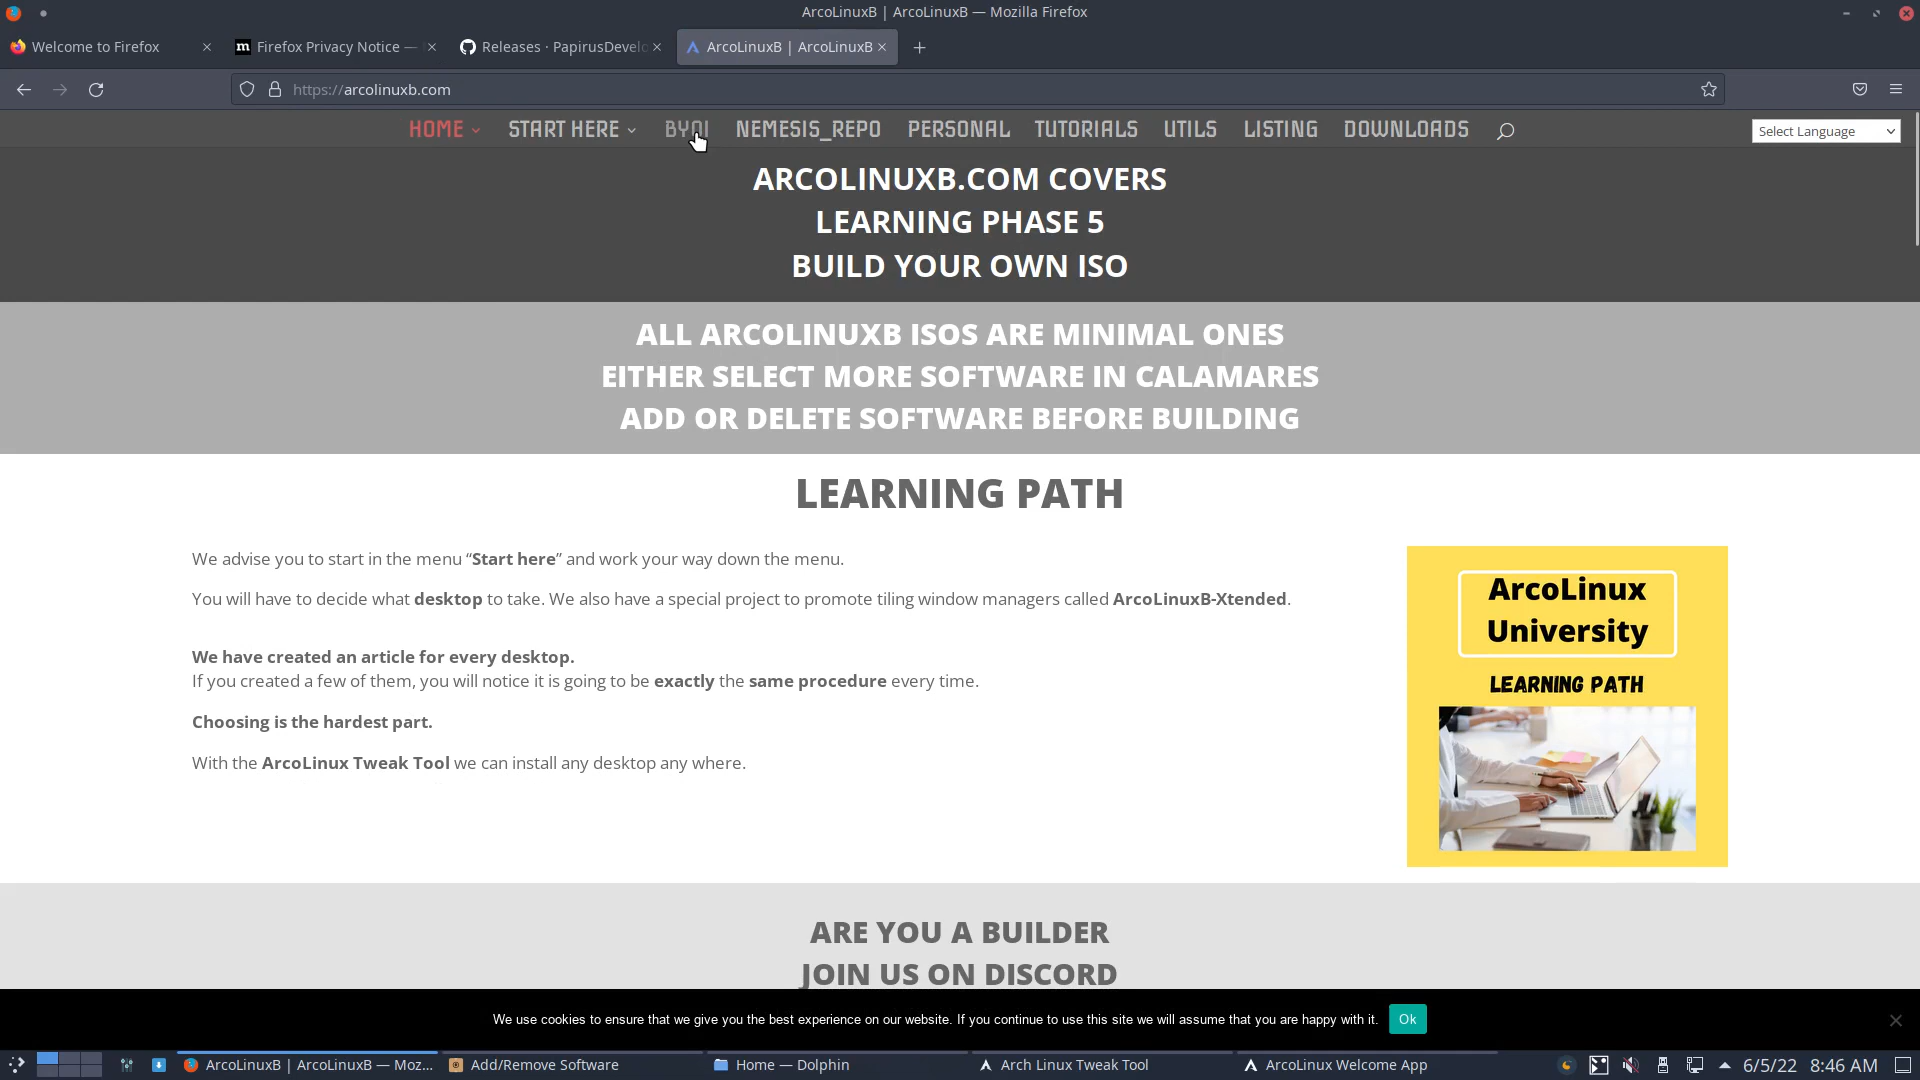 ArcoLinuxB | ArcoLinuxB — Mozilla Firefox
Welcome to Firefox
Firefox Privacy Notice —
Releases · PapirusDevelo
ArcoLinuxB | ArcoLinuxB
https://arcolinuxb.com
HOME
START HERE
BYOI
NEMESIS_REPO
PERSONAL
TUTORIALS
UTILS
LISTING
DOWNLOADS
Select Language
ARCOLINUXB.COM COVERS
LEARNING PHASE 5
BUILD YOUR OWN ISO
ALL ARCOLINUXB ISOS ARE MINIMAL ONES
EITHER SELECT MORE SOFTWARE IN CALAMARES
ADD OR DELETE SOFTWARE BEFORE BUILDING
LEARNING PATH
We advise you to start in the menu “Start here” and work your way down the menu.
You will have to decide what desktop to take. We also have a special project to promote tiling window managers called ArcoLinuxB-Xtended.
We have created an article for every desktop.
If you created a few of them, you will notice it is going to be exactly the same procedure every time.
Choosing is the hardest part.
With the ArcoLinux Tweak Tool we can install any desktop any where.
ArcoLinux
University
LEARNING PATH
ARE YOU A BUILDER
JOIN US ON DISCORD
We use cookies to ensure that we give you the best experience on our website. If you continue to use this site we will assume that you are happy with it.
Ok
ArcoLinuxB | ArcoLinuxB — Moz...
Add/Remove Software
Home — Dolphin
Arch Linux Tweak Tool
ArcoLinux Welcome App
6/5/22
8:46 AM